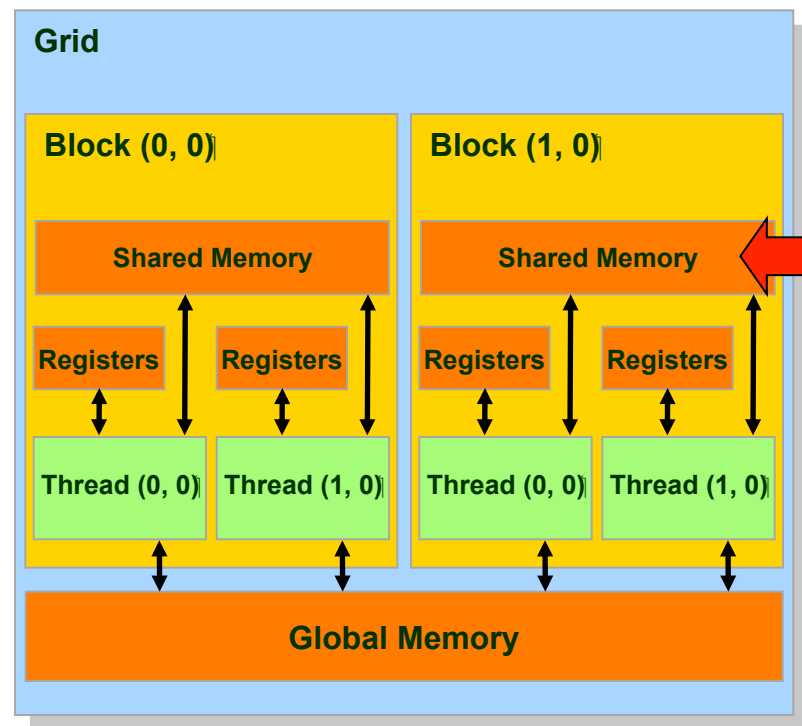 Grid
Block (0, 0)
Block (1, 0)
Shared Memory
Shared Memory
Registers
Registers
Registers
Registers
Thread (0, 0)
Thread (1, 0)
Thread (0, 0)
Thread (1, 0)
Global Memory